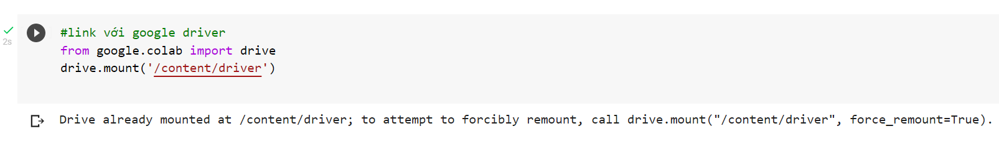 #link với google driver
2s
from google.colab import drive
drive.mount('/content/driver')
Drive already mounted at /content/driver; to attempt to forcibly remount, call drive.mount("/content/driver", force_remount=True).